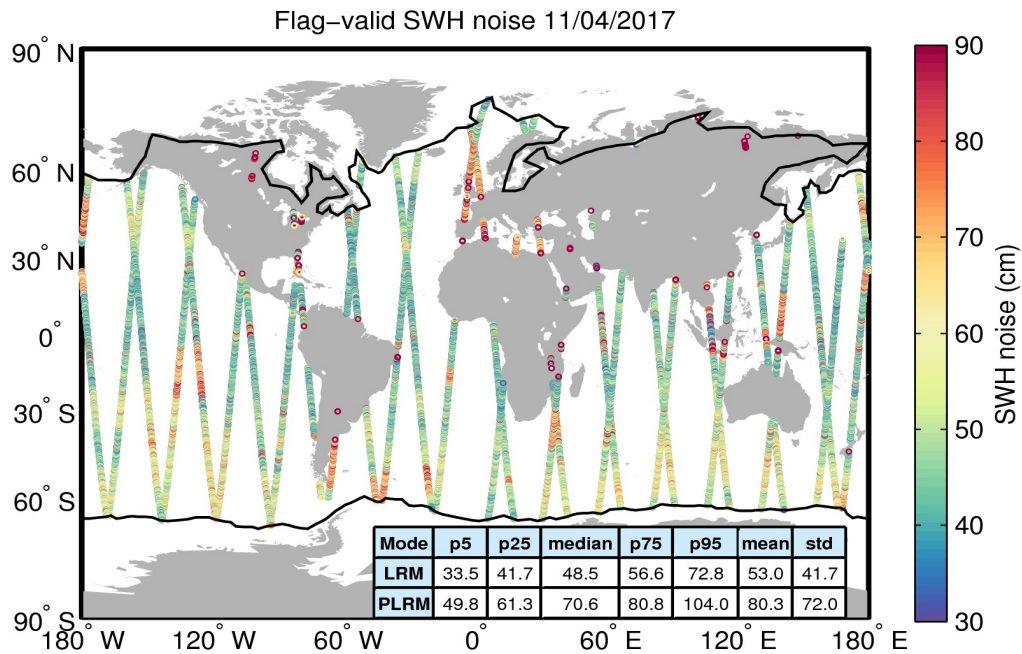 Flag−valid SWH noise 11/04/2017
90° N
60° N
30° N
0°
30° S
60° S
90° S
180° W
120° W
60° W
0°
60° E
120° E
180° E
Mode p5 p25 median p75 p95 mean std
LRM 33.5 41.7 48.5 56.6 72.8 53.0 41.7
PLRM 49.8 61.3 70.6 80.8 104.0 80.3 72.0
90
80
70
60
50
40
30
SWH noise (cm)